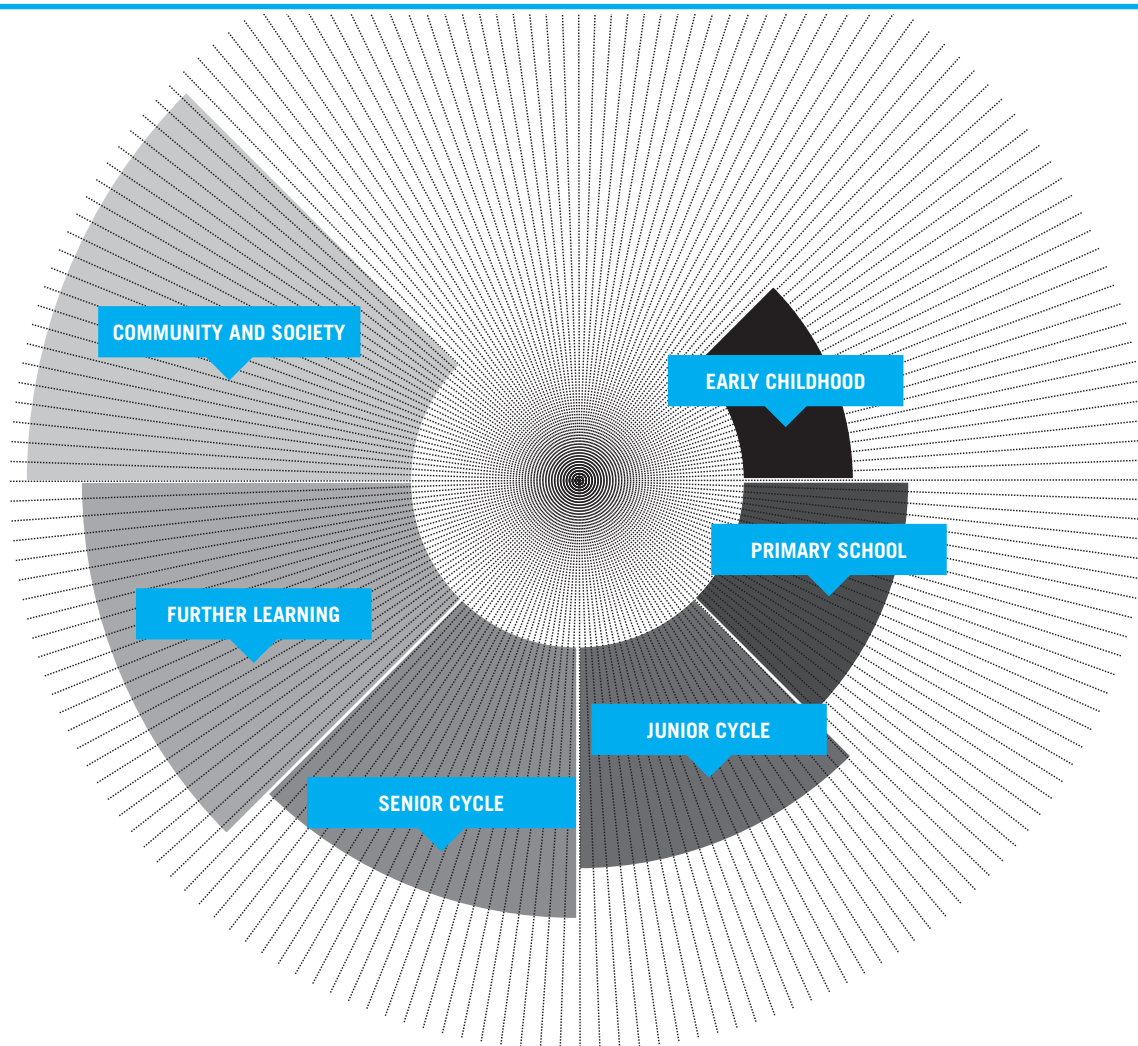 COMMUNITY AND SOCIETY
EARLY CHILDHOOD
PRIMARY SCHOOL
FURTHER LEARNING
JUNIOR CYCLE
SENIOR CYCLE